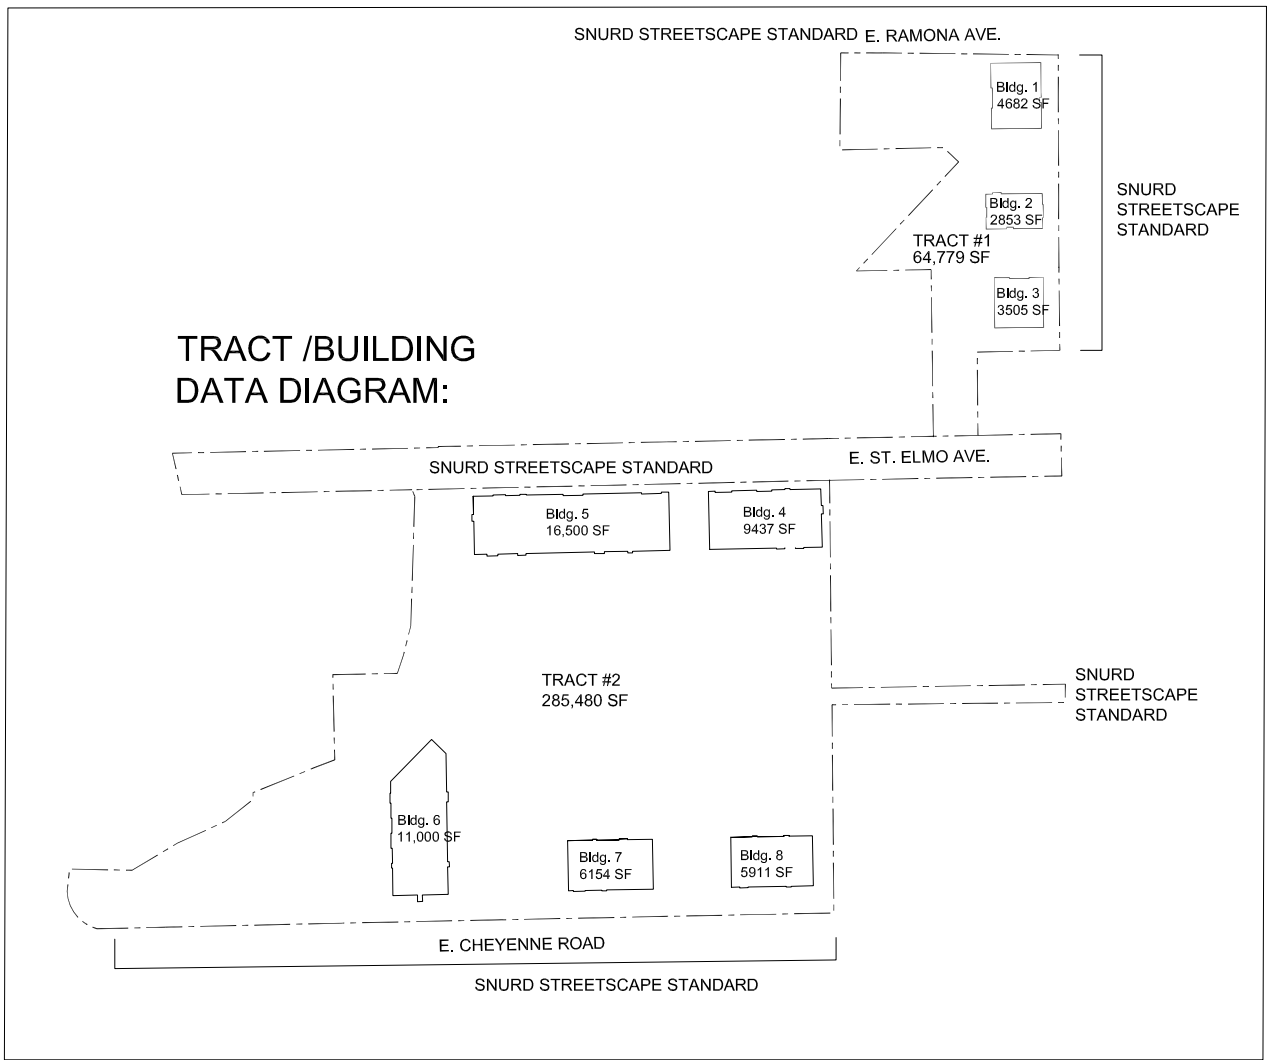 SNURD STREETSCAPE STANDARD E. RAMONA AVE.
Bldg. 1
4682 SF
SNURD
STREETSCAPE
STANDARD
Bldg. 2
2853 SF
TRACT #1
64,779 SF
Bldg. 3
3505 SF
TRACT /BUILDING
DATA DIAGRAM:
SNURD STREETSCAPE STANDARD
E. ST. ELMO AVE.
Bldg. 5
16,500 SF
Bldg. 4
9437 SF
TRACT #2
285,480 SF
SNURD
STREETSCAPE
STANDARD
Bldg. 6
11,000 SF
Bldg. 7
6154 SF
Bldg. 8
5911 SF
E. CHEYENNE ROAD
SNURD STREETSCAPE STANDARD